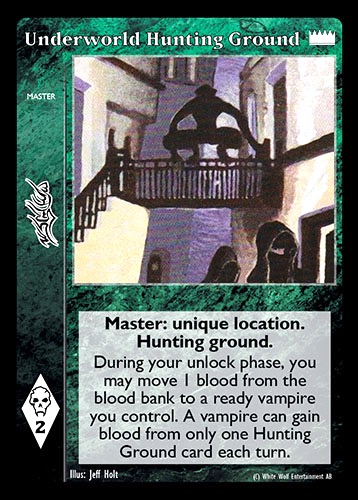 Underworld Hunting Ground
MASTER
Master: unique location.
Hunting ground.
During your unlock phase, you
may move 1 blood from the
blood bank to a ready vampire
you control. A vampire can gain
blood from only one Hunting
Ground card each turn.
2
Illus: Jeff Holt
(C) White Wolf Entertainment AB